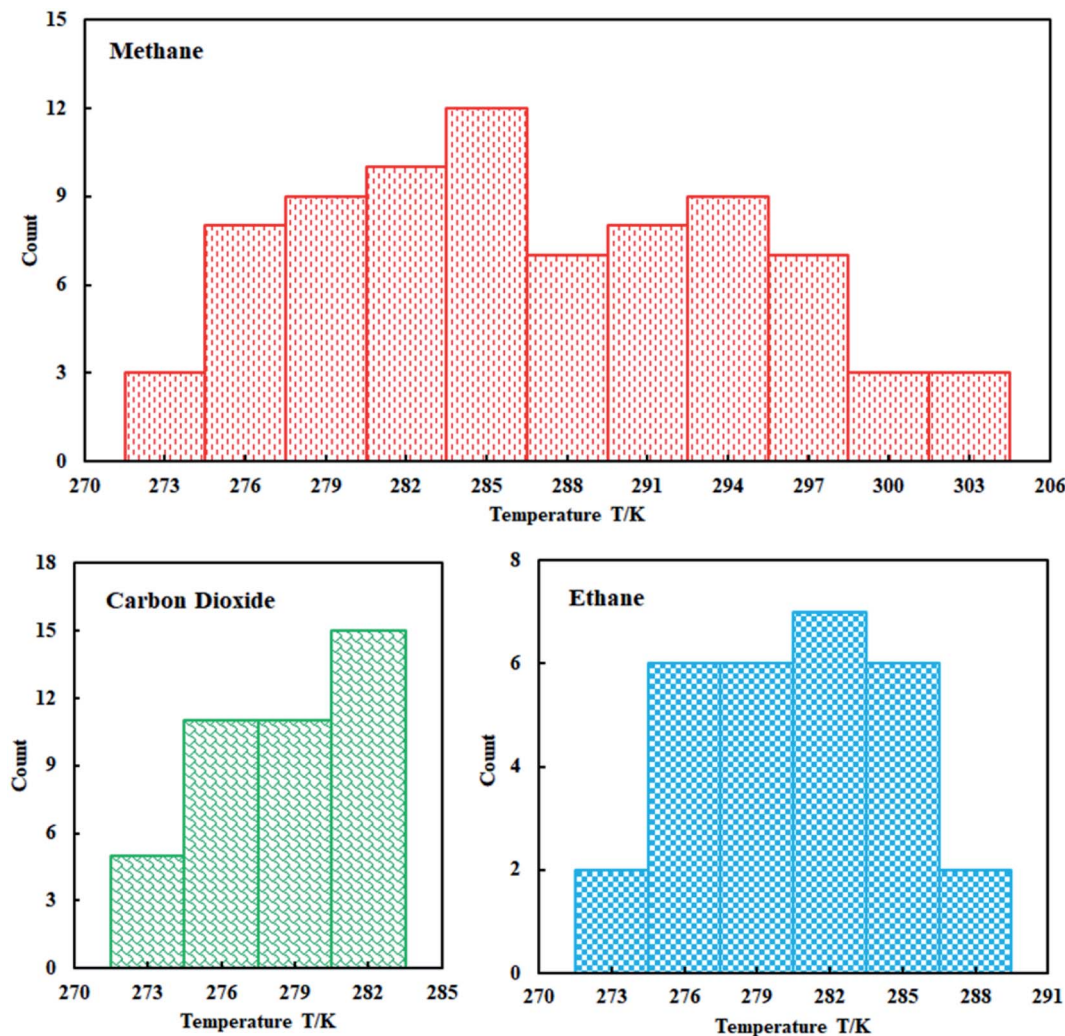 15
Methane
12
9
6
3
0
Count
270 273 276 279 282 285 288 291 294 297 300 303 206
Temperature T/K
18
Carbon Dioxide
15
12
9
6
3
0
Count
270 273 276 279 282 285
Temperature T/K
8
Ethane
6
4
2
0
Count
270 273 276 279 282 285 288 291
Temperature T/K